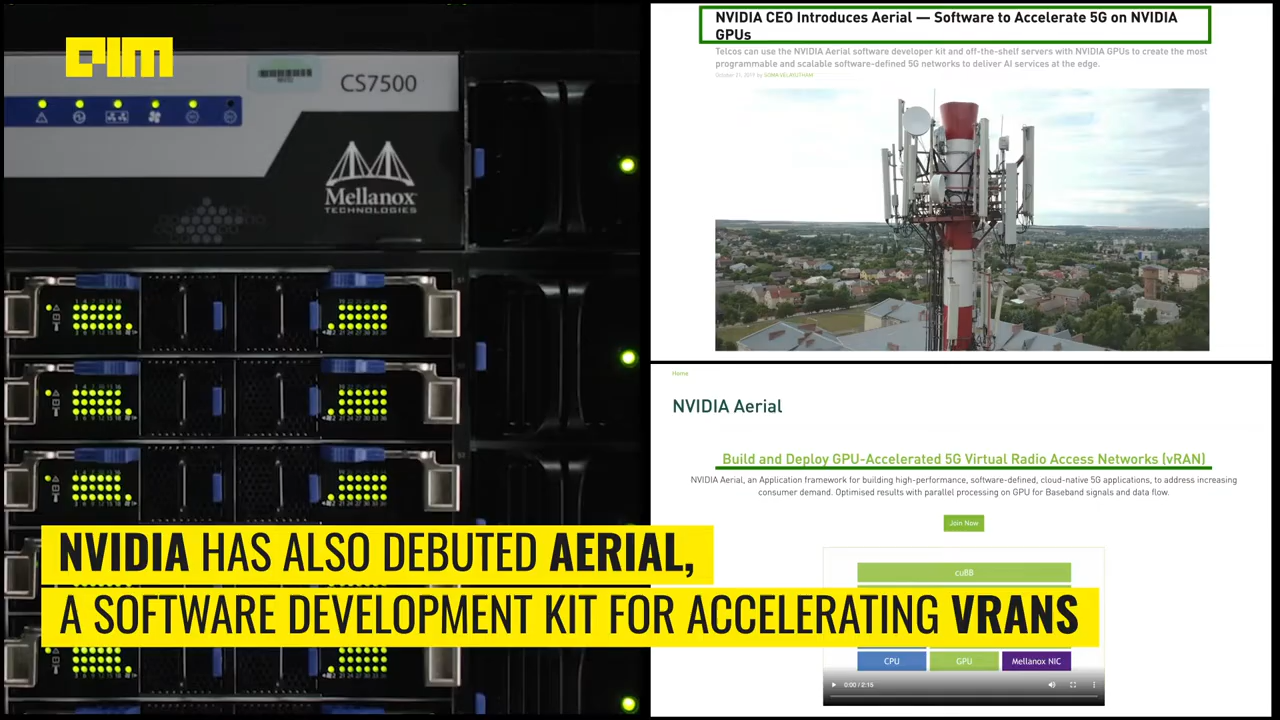 AIM
CS7500
Mellanox
TECHNOLOGIES
NVIDIA CEO Introduces Aerial — Software to Accelerate 5G on NVIDIA
GPUs
Telcos can use the NVIDIA Aerial software developer kit and off-the-shelf servers with NVIDIA GPUs to create the most
programmable and scalable software-defined 5G networks to deliver AI services at the edge.
October 21, 2019 by SOMA VELAYUTHAM
Home
NVIDIA Aerial
Build and Deploy GPU-Accelerated 5G Virtual Radio Access Networks (vRAN)
NVIDIA Aerial, an Application framework for building high-performance, software-defined, cloud-native 5G applications, to address increasing
consumer demand. Optimised results with parallel processing on GPU for Baseband signals and data flow.
Join Now
cuBB
CPU GPU Mellanox NIC
0:00 / 2:15
NVIDIA HAS ALSO DEBUTED AERIAL,
A SOFTWARE DEVELOPMENT KIT FOR ACCELERATING VRANS